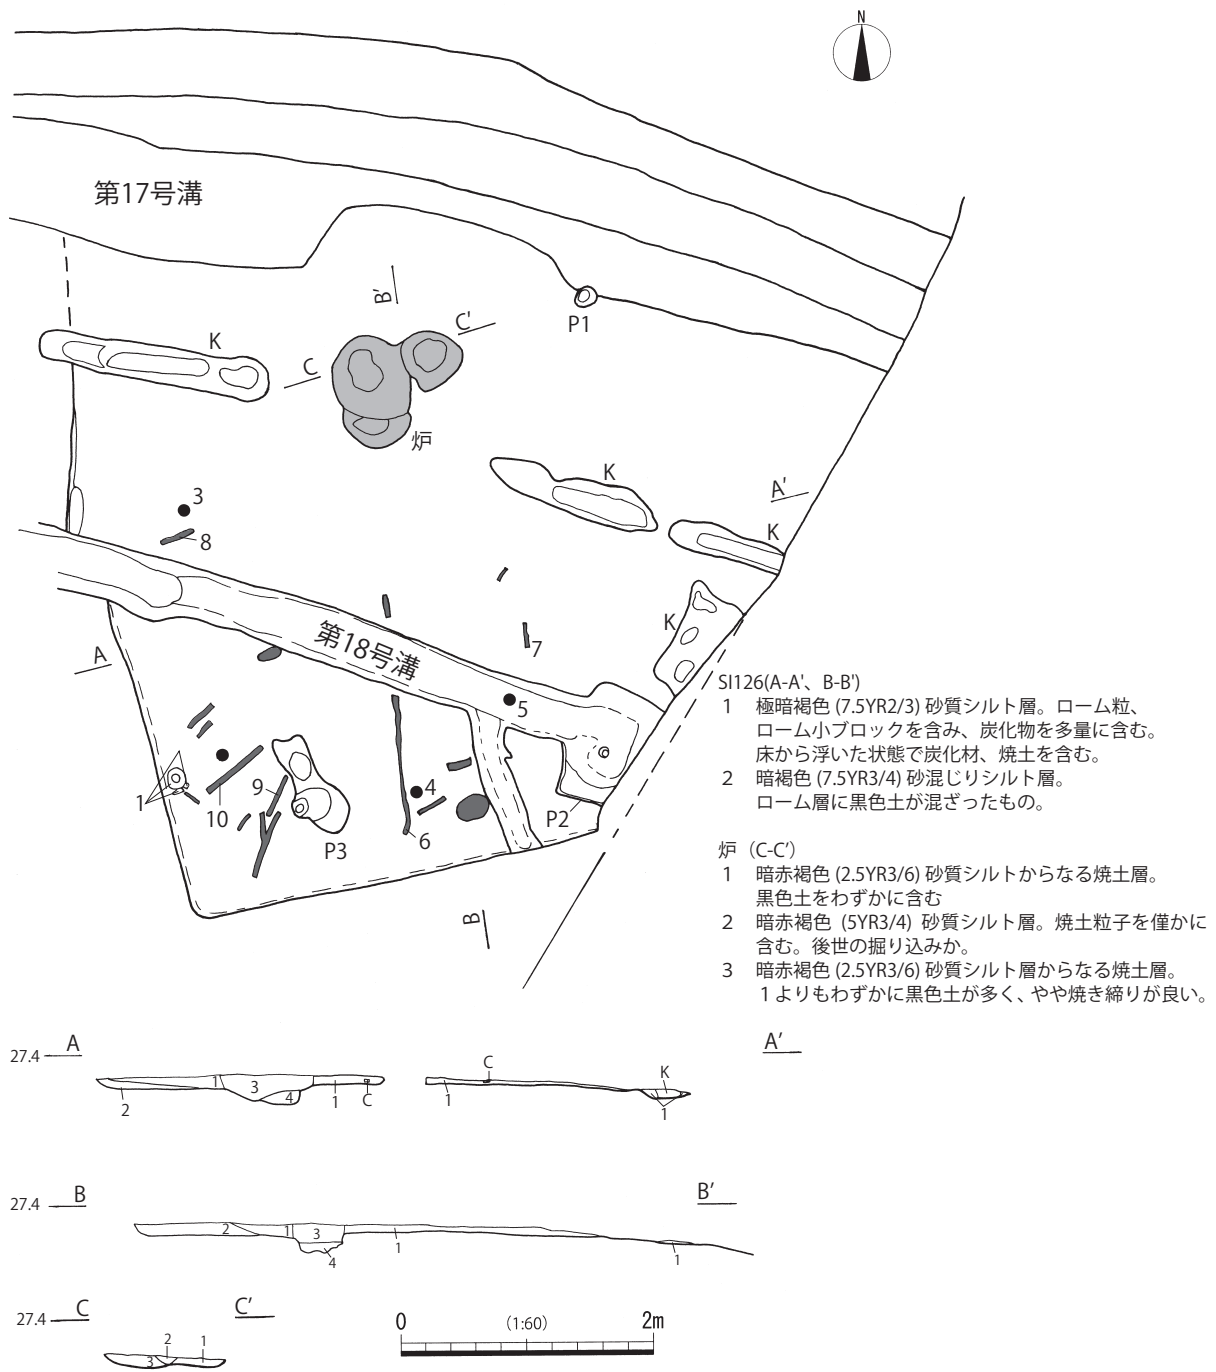 N
第17号溝
B'
C'
P1
K
C
炉
K
A'
3
K
8
K
第18号溝
7
A
5
1
9
4
10
P2
6
P3
B
SI126(A-A'、B-B')
1 極暗褐色 (7.5YR2/3) 砂質シルト層。ローム粒、
ローム小ブロックを含み、炭化物を多量に含む。
床から浮いた状態で炭化材、焼土を含む。
2 暗褐色 (7.5YR3/4) 砂混じりシルト層。
ローム層に黒色土が混ざったもの。
炉（C-C’）
1 暗赤褐色 (2.5YR3/6) 砂質シルトからなる焼土層。
黒色土をわずかに含む
2 暗赤褐色 (5YR3/4) 砂質シルト層。焼土粒子を僅かに
含む。後世の掘り込みか。
3 暗赤褐色 (2.5YR3/6) 砂質シルト層からなる焼土層。
１よりもわずかに黒色土が多く、やや焼き締りが良い。
27.4 A A’
1 3 4 2 1 C
C K 1 1
27.4 B B’
2 1 3 4 1 1
27.4 C C’
2 1 3
0 (1:60) 2m